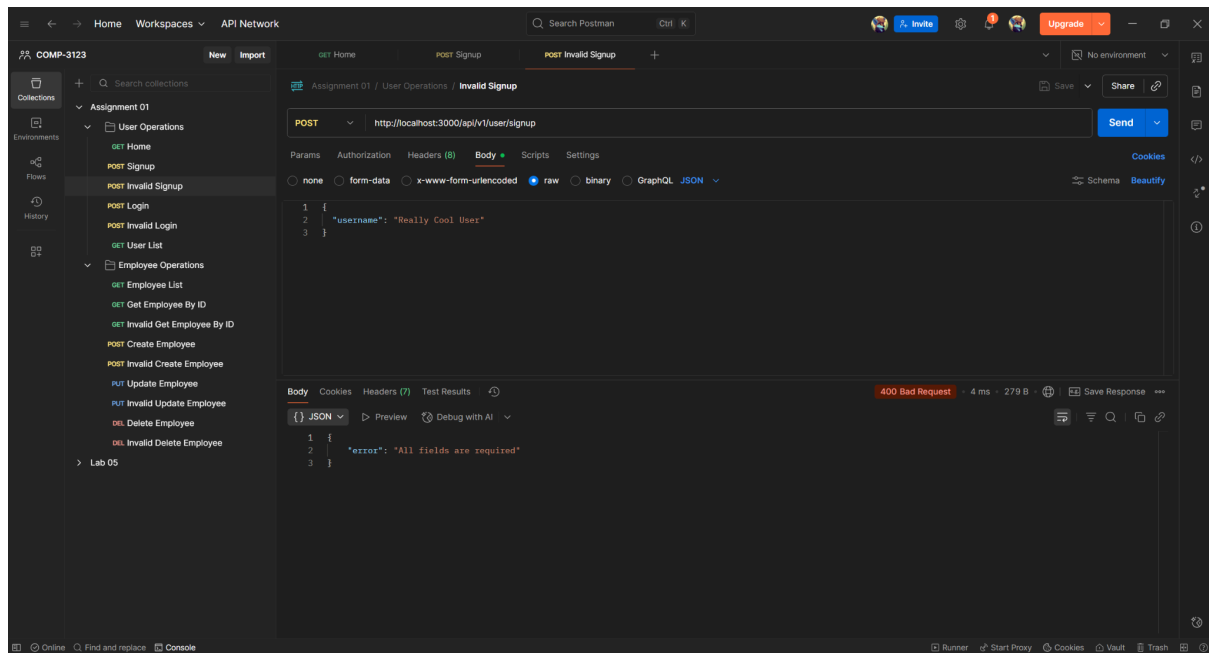 Home Workspaces API Network Search Postman Ctrl K Invite 1 Upgrade
COMP-3123 New Import GET Home POST Signup POST Invalid Signup No environment
Collections
Environments
Flows
History
Search collections
Assignment 01
User Operations
GET Home
POST Signup
POST Invalid Signup
POST Login
POST Invalid Login
GET User List
Employee Operations
GET Employee List
GET Get Employee By ID
GET Invalid Get Employee By ID
POST Create Employee
POST Invalid Create Employee
PUT Update Employee
PUT Invalid Update Employee
DEL Delete Employee
DEL Invalid Delete Employee
Lab 05
Assignment 01 / User Operations / Invalid Signup Save Share
POST http://localhost:3000/api/v1/user/signup Send
Params Authorization Headers (8) Body Scripts Settings Cookies
none form-data x-www-form-urlencoded raw binary GraphQL JSON Schema Beautify
1 {
2 "username": "Really Cool User"
3 }
Body Cookies Headers (7) Test Results 400 Bad Request 4 ms 279 B Save Response
{} JSON Preview Debug with AI
1 {
2 "error": "All fields are required"
3 }
Online Find and replace Console Runner Start Proxy Cookies Vault Trash